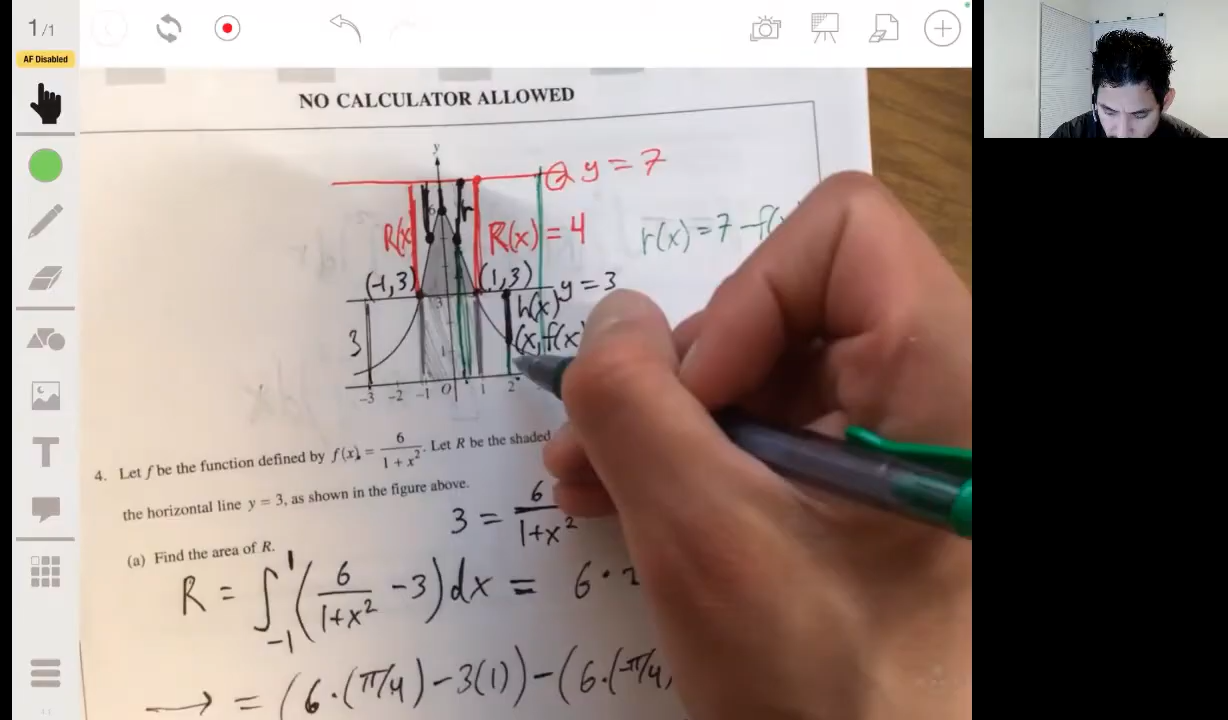 1/1
AF Disabled
NO CALCULATOR ALLOWED
y
y = 7
6
r
R(x
R(x) = 4
r(x) = 7 - f(
(-1,3)
(1,3)
y = 3
3
h(x)
3
(x, f(x)
1
-3 -2 -1 O 1 2
4. Let f be the function defined by f(x) = 6 / 1 + x². Let R be the shaded
the horizontal line y = 3, as shown in the figure above.
3 = 6 / 1+x²
(a) Find the area of R.
R = ∫₋₁¹ (6 / 1+x² - 3) dx = 6 ·
→ = (6·(π/4) - 3(1)) - (6·(-π/4)
T